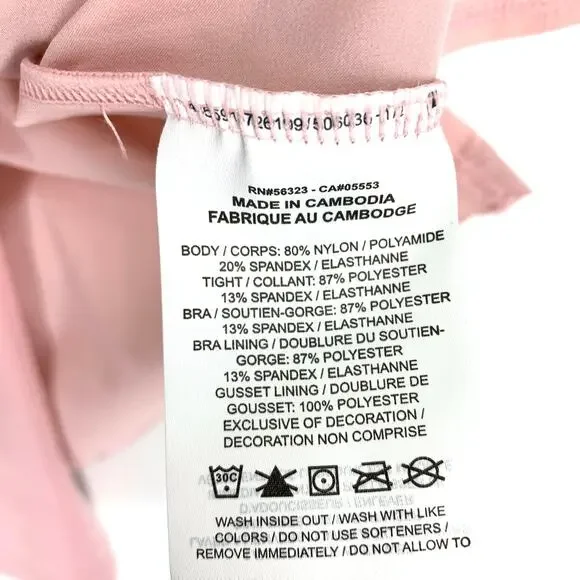 RN#56323 - CA#05553
MADE IN CAMBODIA
FABRIQUE AU CAMBODGE
BODY / CORPS: 80% NYLON / POLYAMIDE
20% SPANDEX / ELASTHANNE
TIGHT / COLLANT: 87% POLYESTER
13% SPANDEX / ELASTHANNE
BRA / SOUTIEN-GORGE: 87% POLYESTER
13% SPANDEX / ELASTHANNE
BRA LINING / DOUBLURE DU SOUTIEN-
GORGE: 87% POLYESTER
13% SPANDEX / ELASTHANNE
GUSSET LINING / DOUBLURE DE
GOUSSET: 100% POLYESTER
EXCLUSIVE OF DECORATION /
DECORATION NON COMPRISE
30C
WASH INSIDE OUT / WASH WITH LIKE
COLORS / DO NOT USE SOFTENERS /
REMOVE IMMEDIATELY / DO NOT ALLOW TO